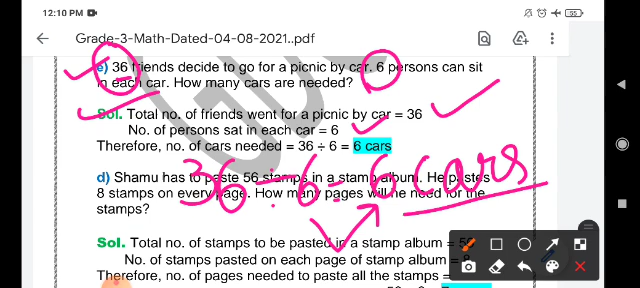 12:10 PM
55
Grade-3-Math-Dated-04-08-2021..pdf
e) 36 friends decide to go for a picnic by car. 6 persons can sit
in each car. How many cars are needed?
Sol. Total no. of friends went for a picnic by car = 36
No. of persons sat in each car = 6
Therefore, no. of cars needed = 36 ÷ 6 = 6 cars
36 ÷ 6 = 6 cars
d) Shamu has to paste 56 stamps in a stamp album. He pastes
8 stamps on every page. How many pages will he need for the
stamps?
Sol. Total no. of stamps to be pasted in a stamp album =
No. of stamps pasted on each page of stamp album = 8
Therefore, no. of pages needed to paste all the stamps =